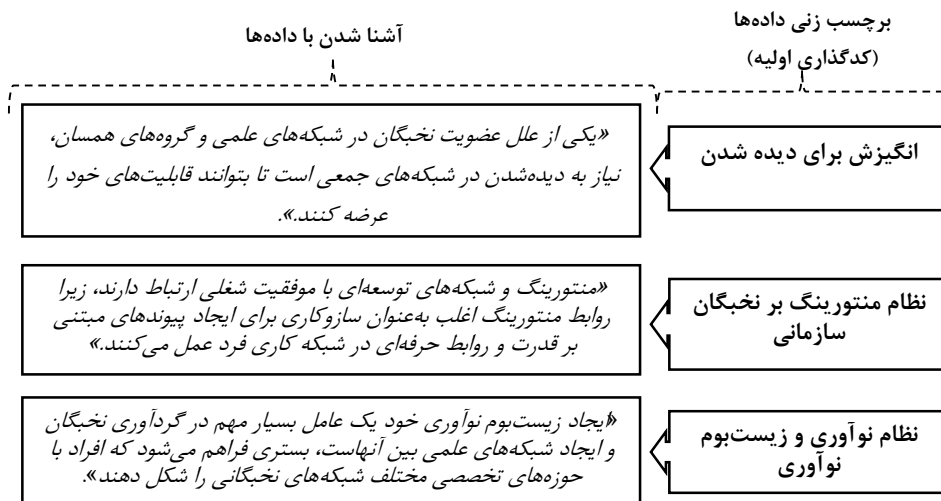 برچسب زنی داده‌ها
(کدگذاری اولیه)
آشنا شدن با داده‌ها
انگیزش برای دیده شدن
«یکی از علل عضویت نخبگان در شبکه‌های علمی و گروه‌های همسان،
نیاز به دیده‌شدن در شبکه‌های جمعی است تا بتوانند قابلیت‌های خود را
عرضه کنند.».
نظام منتورینگ بر نخبگان
سازمانی
«منتورینگ و شبکه‌های توسعه‌ای با موفقیت شغلی ارتباط دارند، زیرا
روابط منتورینگ اغلب به‌عنوان سازوکاری برای ایجاد پیوندهای مبتنی
بر قدرت و روابط حرفه‌ای در شبکه کاری فرد عمل می‌کنند.»
نظام نوآوری و زیست‌بوم
نوآوری
«ایجاد زیست‌بوم نوآوری خود یک عامل بسیار مهم در گردآوری نخبگان
و ایجاد شبکه‌های علمی بین آنهاست، بستری فراهم می‌شود که افراد با
حوزه‌های تخصصی مختلف شبکه‌های نخبگانی را شکل دهند».